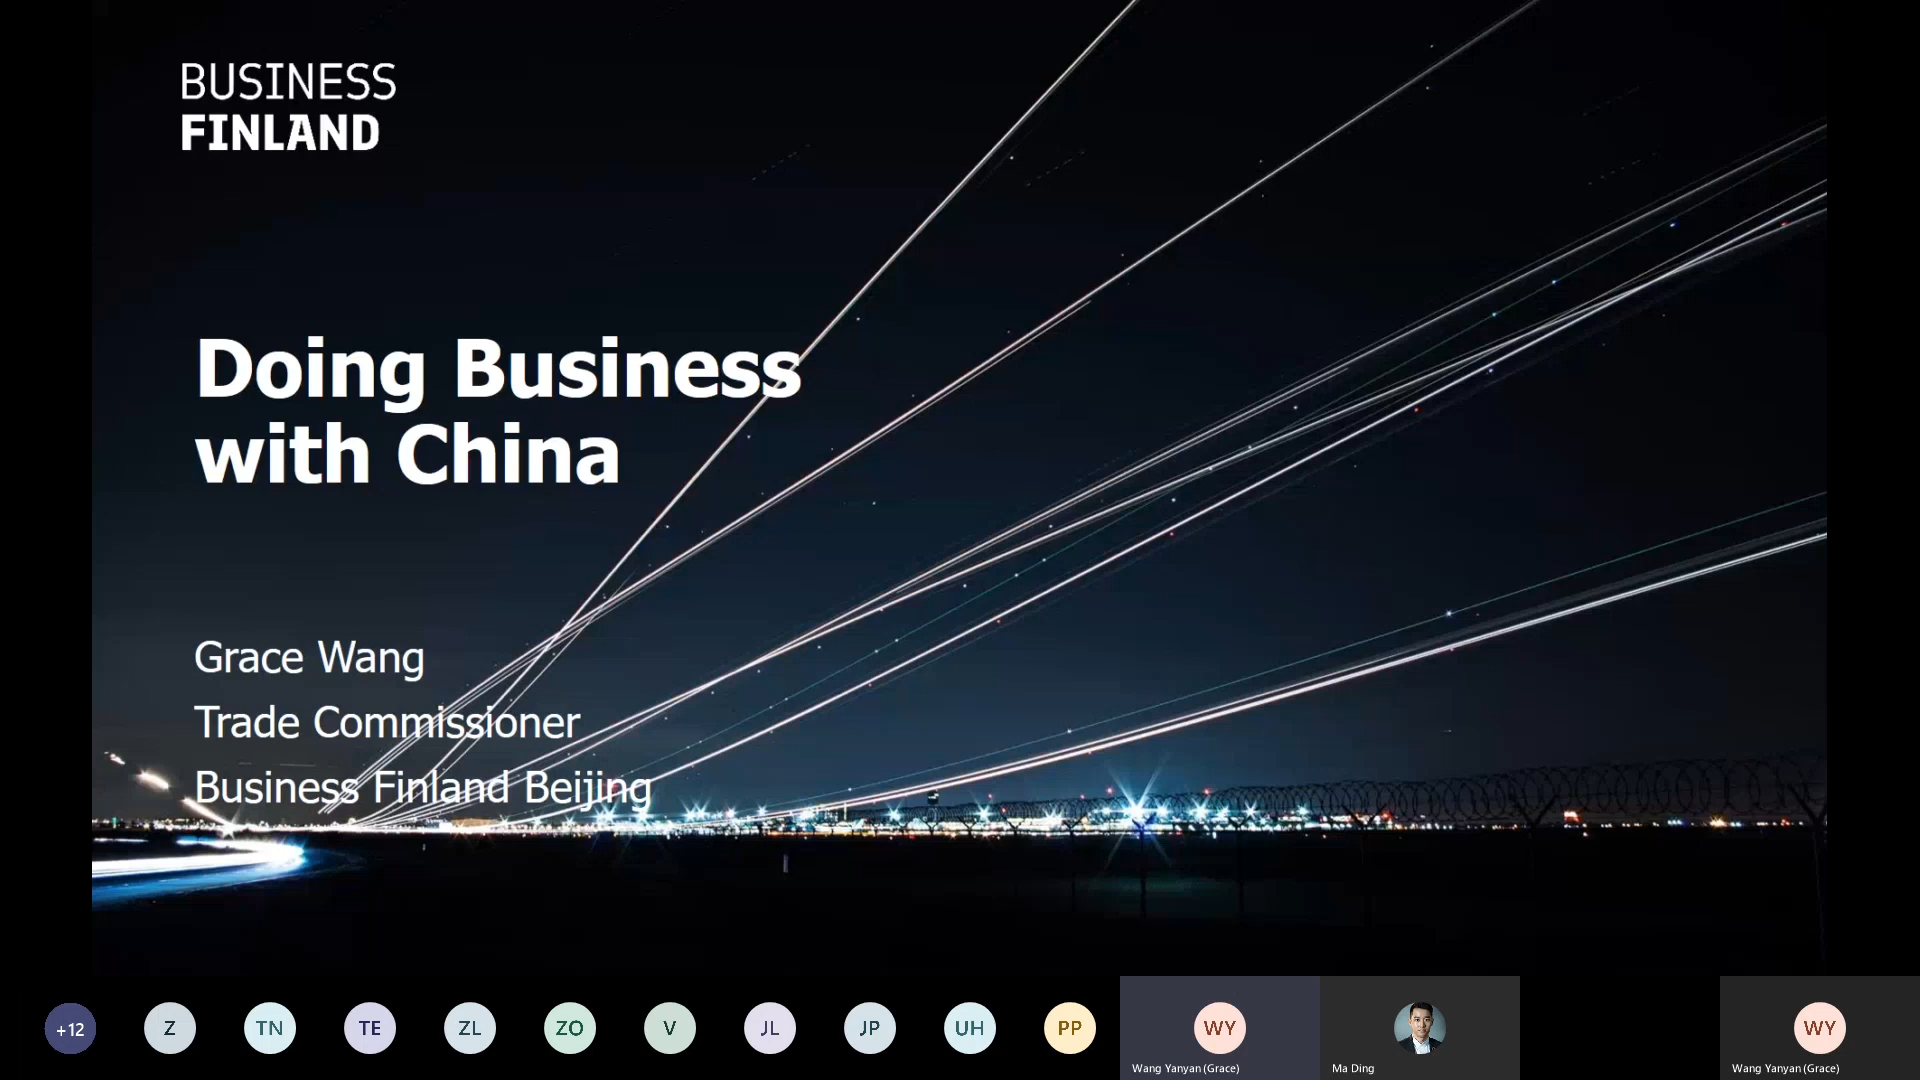 BUSINESS
FINLAND
Doing Business
with China
Grace Wang
Trade Commissioner
Business Finland Beijing
+12
Z
TN
TE
ZL
ZO
V
JL
JP
UH
PP
WY
Wang Yanyan (Grace)
Ma Ding
WY
Wang Yanyan (Grace)